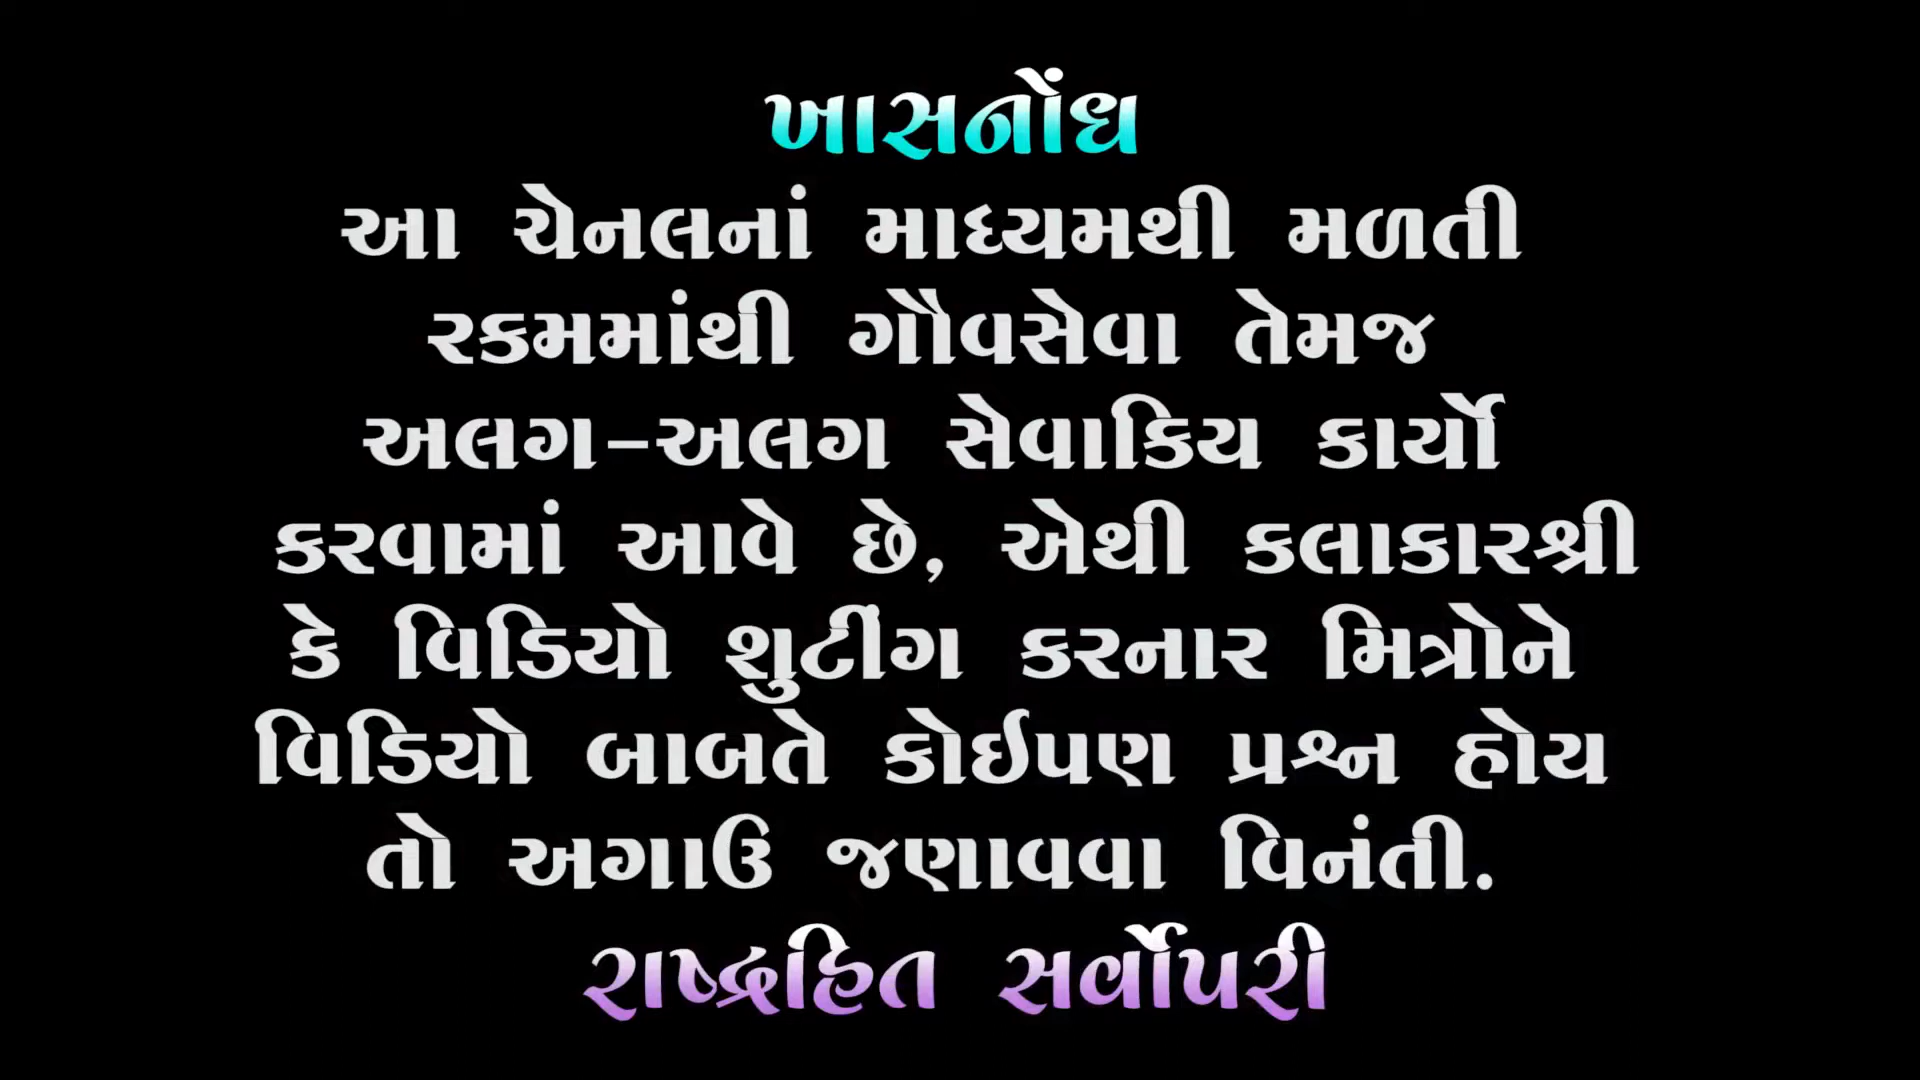 ખાસનોંધ
આ ચેનલનાં માધ્યમથી મળતી
રકમમાંથી ગૌવસેવા તેમજ
અલગ-અલગ સેવાકિય કાર્યો
કરવામાં આવે છે, એથી કલાકારશ્રી
કે વિડિયો શુટીંગ કરનાર મિત્રોને
વિડિયો બાબતે કોઈપણ પ્રશ્ન હોય
તો અગાઉ જણાવવા વિનંતી.
રાષ્દ્રહિત સર્વોપરી